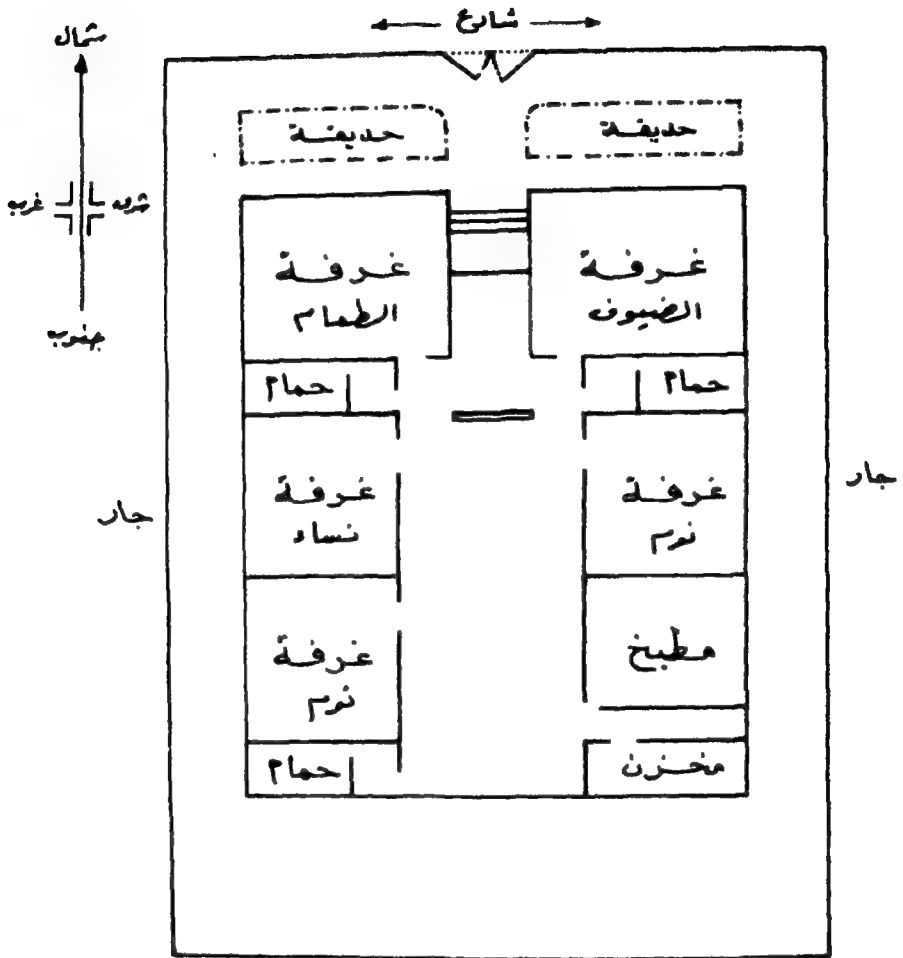 شارع
شمال
حديقة
حديقة
شرق
غرب
غرفة
الضيوف
غرفة
الطعام
جنوب
حمام
حمام
غرفة
نوم
غرفة
نساء
جار
جار
مطبخ
غرفة
نوم
مخزن
حمام